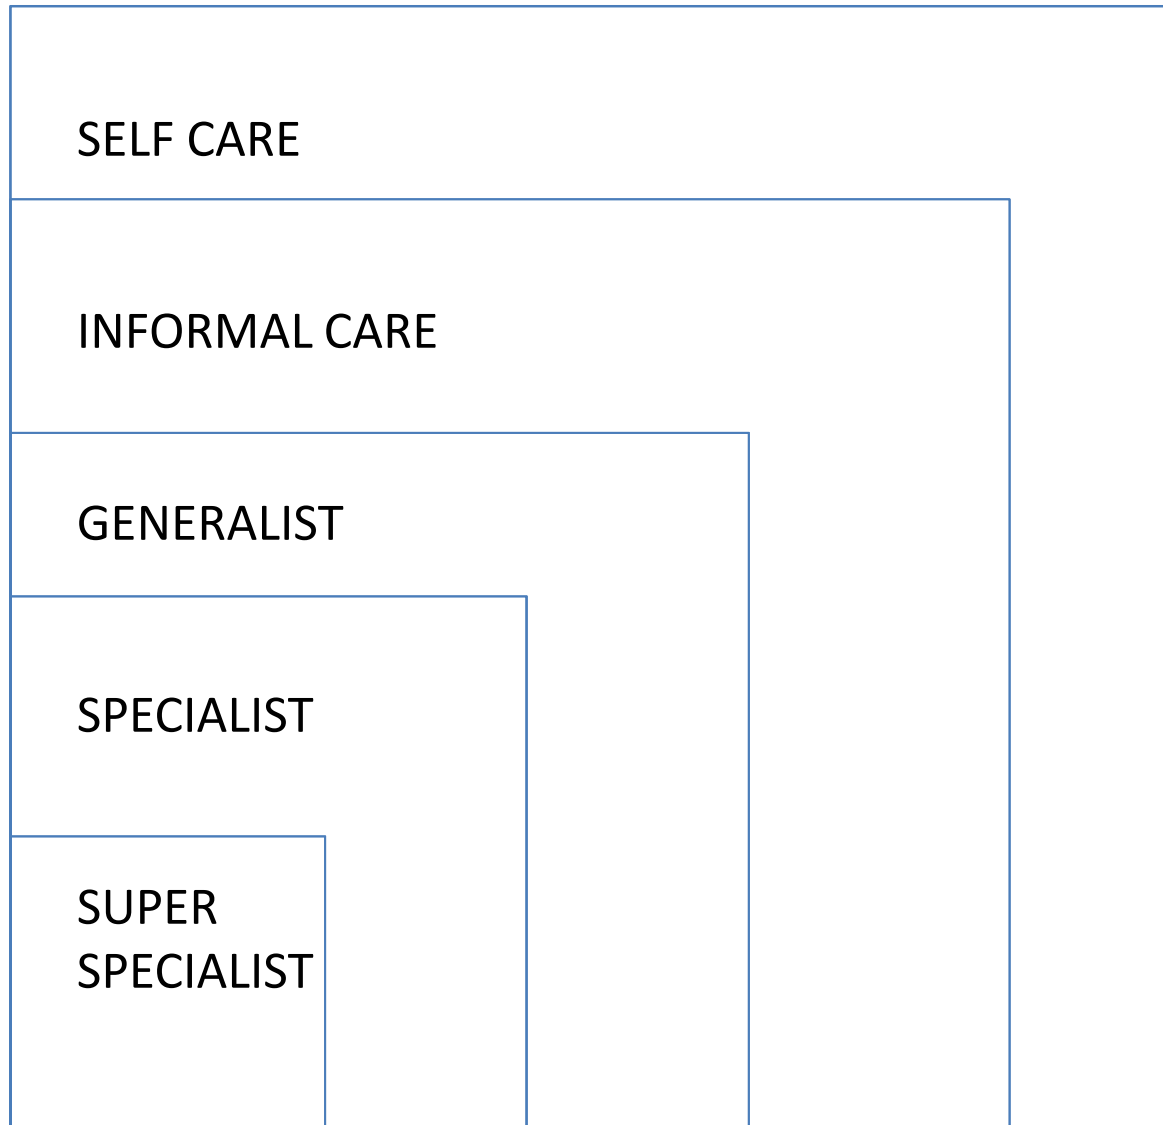 SELF CARE
INFORMAL CARE
GENERALIST
SPECIALIST
SUPER
SPECIALIST